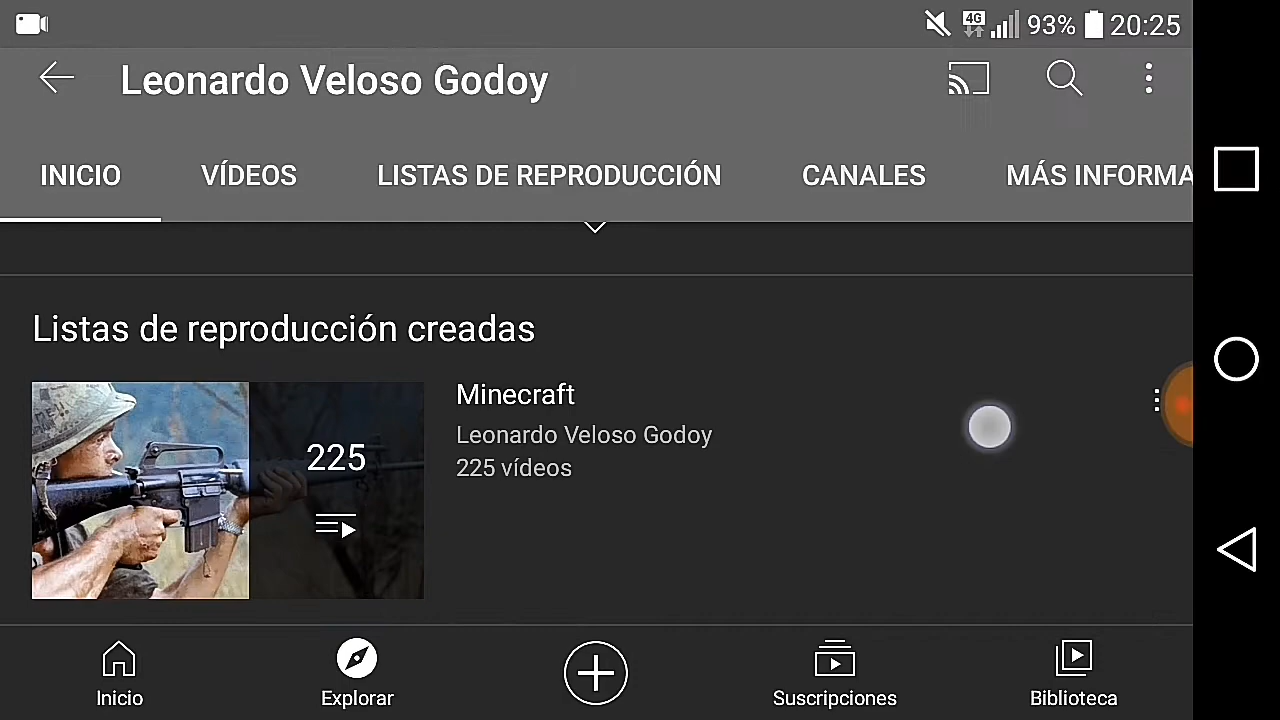 4G 93% 20:25
Leonardo Veloso Godoy
INICIO VÍDEOS LISTAS DE REPRODUCCIÓN CANALES MÁS INFORMA
Listas de reproducción creadas
225
Minecraft
Leonardo Veloso Godoy
225 vídeos
Inicio Explorar Suscripciones Biblioteca